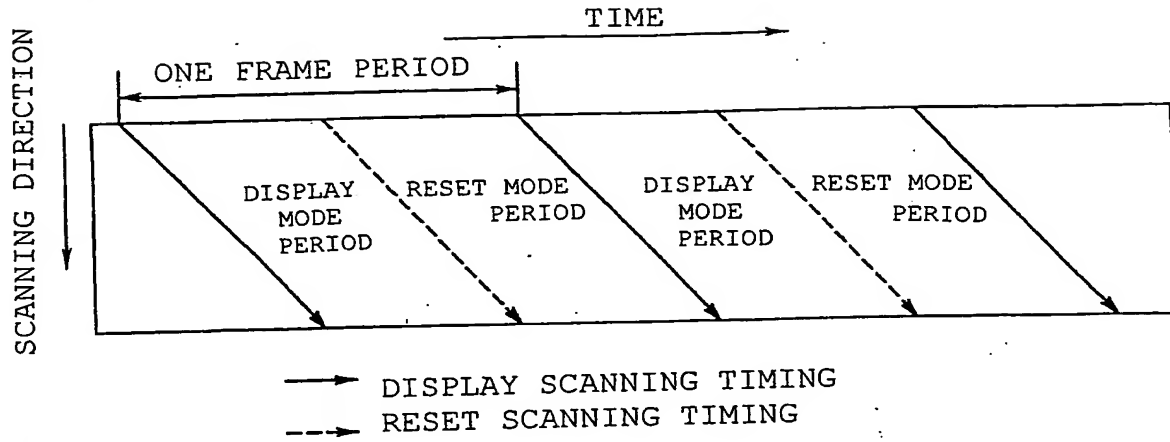 TIME
ONE FRAME PERIOD
SCANNING DIRECTION
DISPLAY
MODE
PERIOD
RESET MODE
PERIOD
DISPLAY
MODE
PERIOD
RESET MODE
PERIOD
DISPLAY SCANNING TIMING
RESET SCANNING TIMING